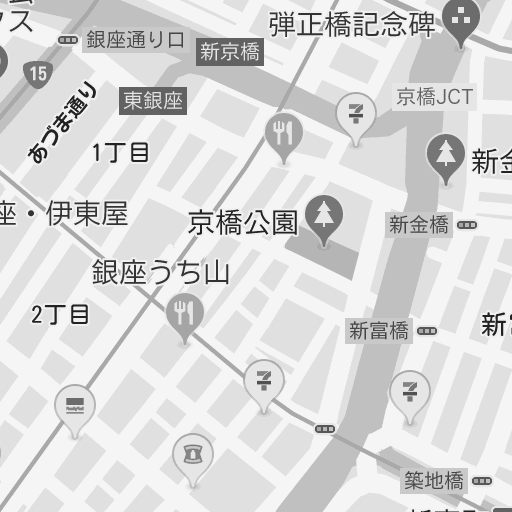 クス
弾正橋記念碑
銀座通り口
新京橋
15
東銀座
京橋JCT
あづま通り
1丁目
新金
座・伊東屋
京橋公園
新金橋
銀座うち山
2丁目
新富橋
新富
築地橋